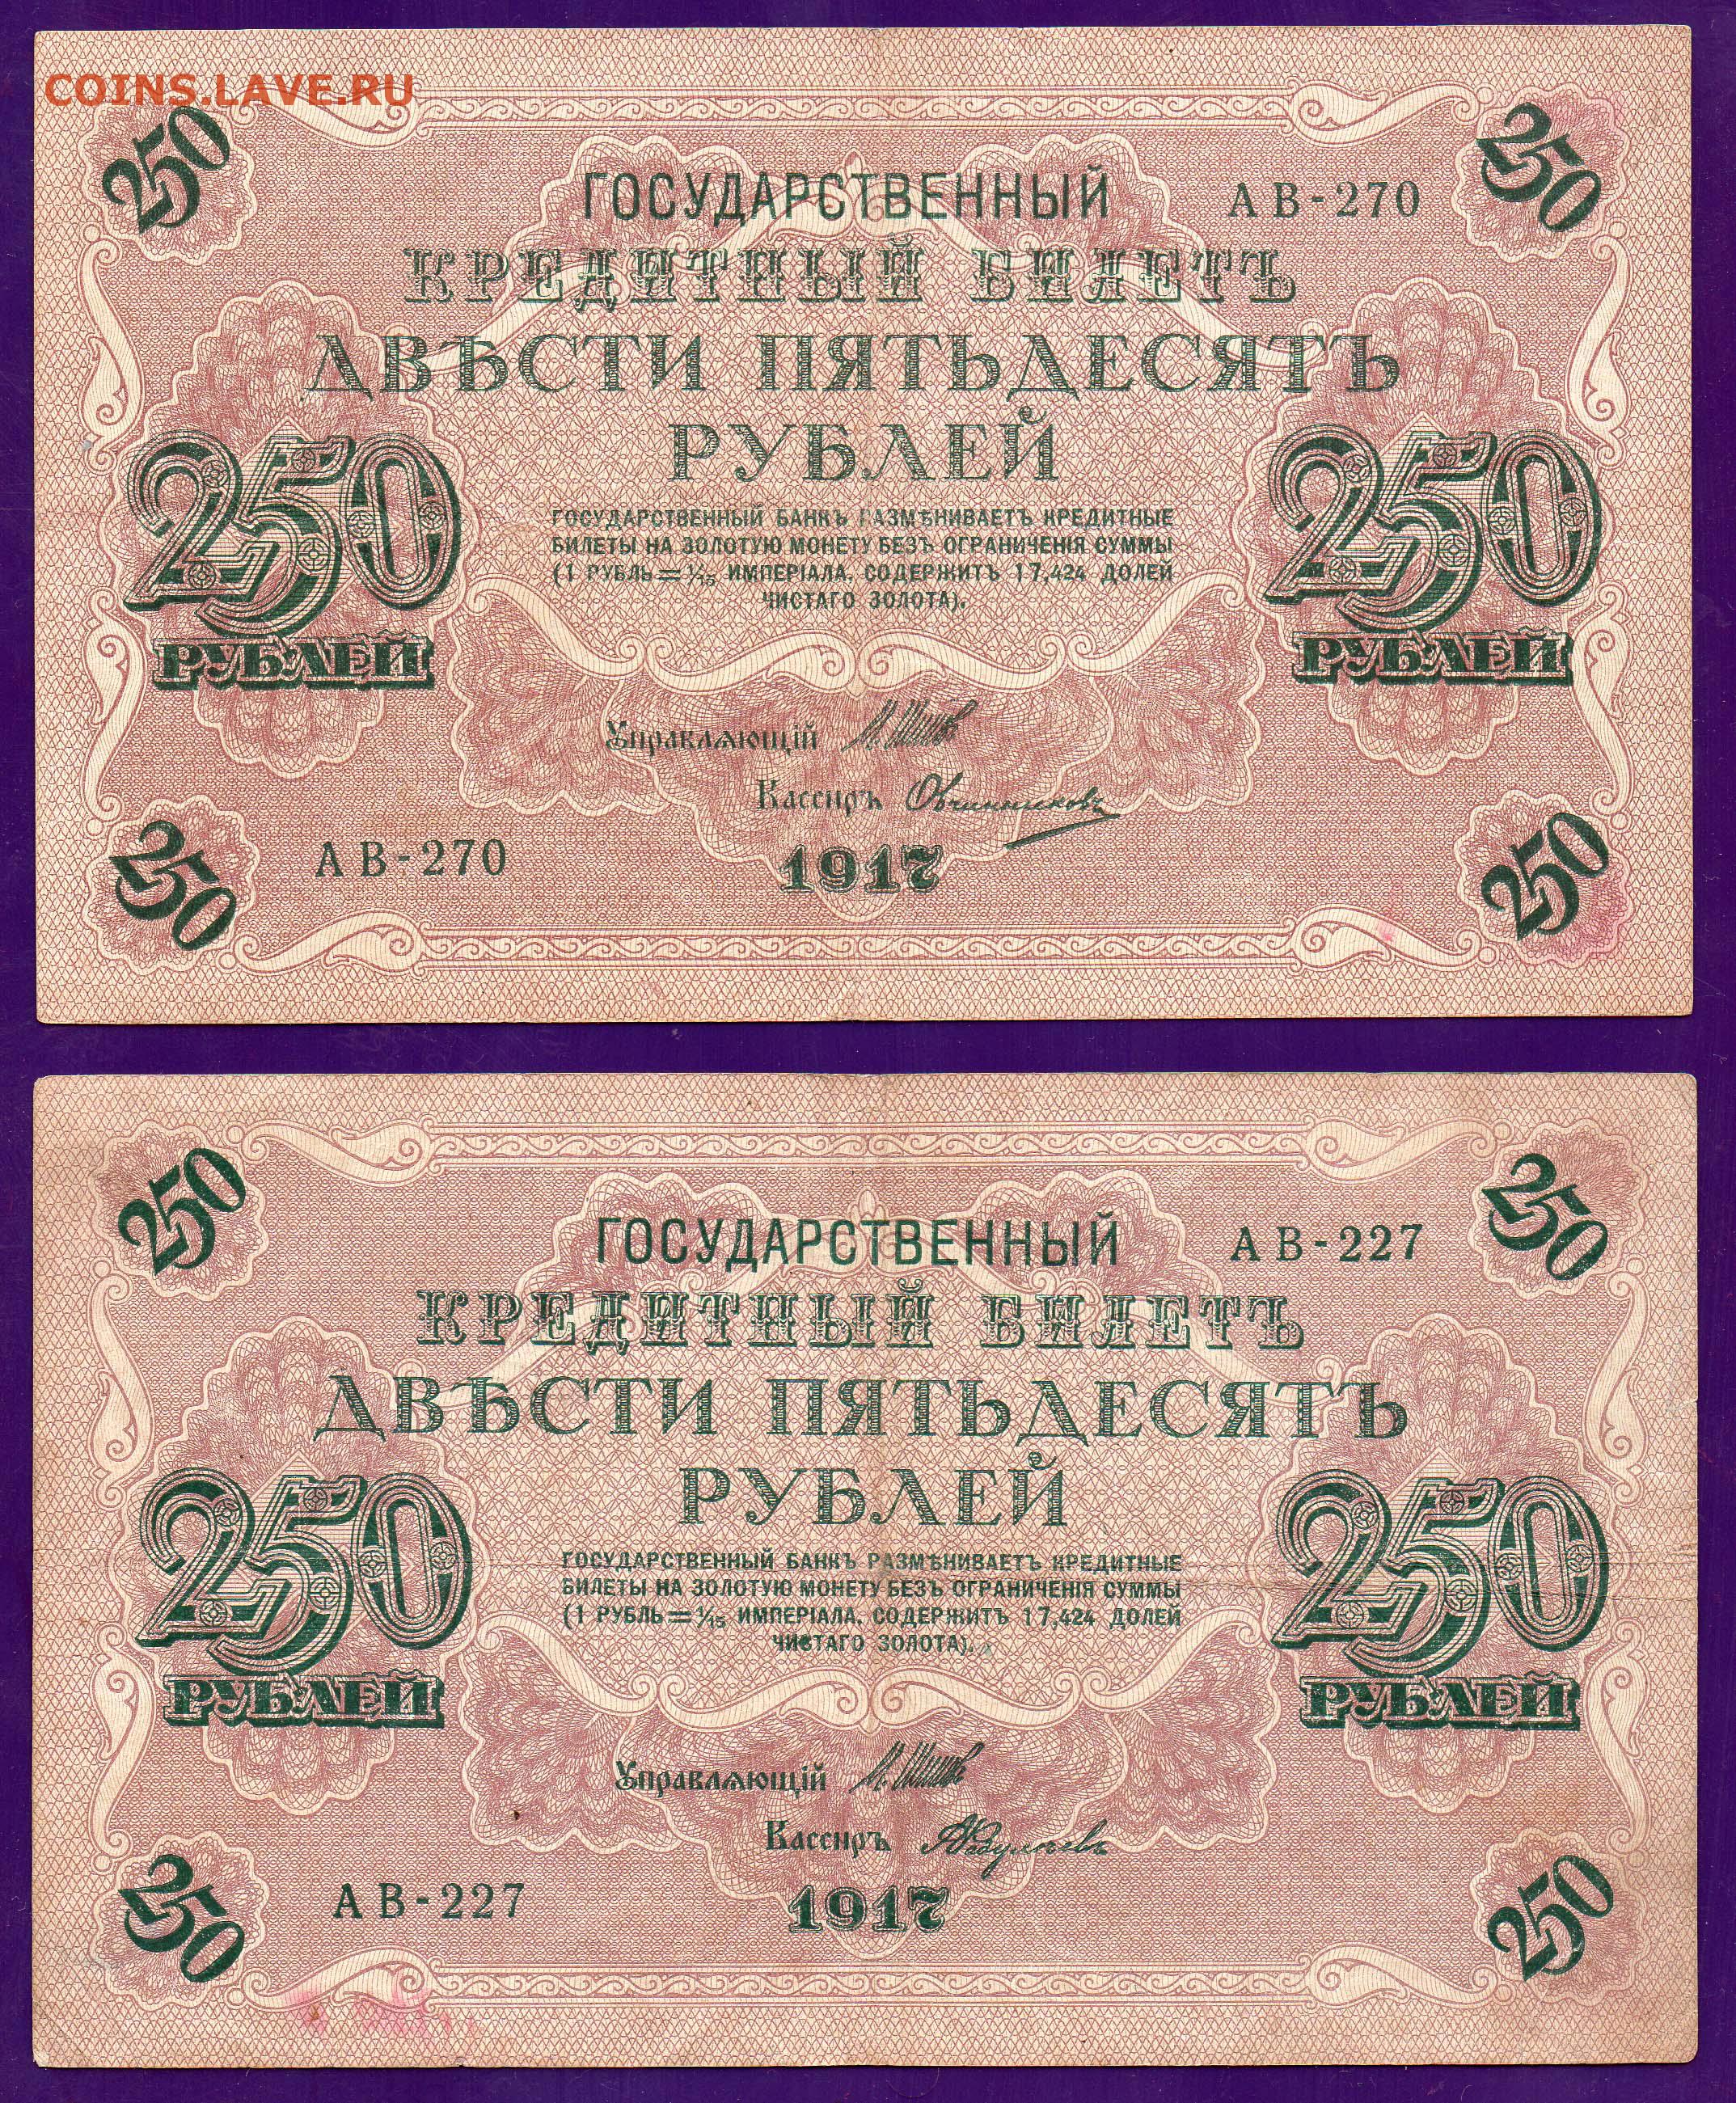 COINS.LAVE.RU
250 250
ГОСУДАРСТВЕННЫЙ АВ-270
КРЕДИТНЫЙ БИЛЕТЪ
ДВѢСТИ ПЯТЬДЕСЯТЪ
РУБЛЕЙ
250 250
ГОСУДАРСТВЕННЫЙ БАНКЪ РАЗМѢНИВАЕТЪ КРЕДИТНЫЕ
БИЛЕТЫ НА ЗОЛОТУЮ МОНЕТУ БЕЗЪ ОГРАНИЧЕНІЯ СУММЫ
(1 РУБЛЬ = 1/15 ИМПЕРІАЛА, СОДЕРЖИТЪ 17,424 ДОЛЕЙ
ЧИСТАГО ЗОЛОТА).
РУБЛЕЙ РУБЛЕЙ
Управляющій И. Шипов
Кассиръ Овчинниковъ
АВ-270 1917
250 250
250 250
ГОСУДАРСТВЕННЫЙ АВ-227
КРЕДИТНЫЙ БИЛЕТЪ
ДВѢСТИ ПЯТЬДЕСЯТЪ
РУБЛЕЙ
250 250
ГОСУДАРСТВЕННЫЙ БАНКЪ РАЗМѢНИВАЕТЪ КРЕДИТНЫЕ
БИЛЕТЫ НА ЗОЛОТУЮ МОНЕТУ БЕЗЪ ОГРАНИЧЕНІЯ СУММЫ
(1 РУБЛЬ = 1/15 ИМПЕРІАЛА, СОДЕРЖИТЪ 17,424 ДОЛЕЙ
ЧИСТАГО ЗОЛОТА).
РУБЛЕЙ РУБЛЕЙ
Управляющій И. Шипов
Кассиръ
АВ-227 1917
250 250